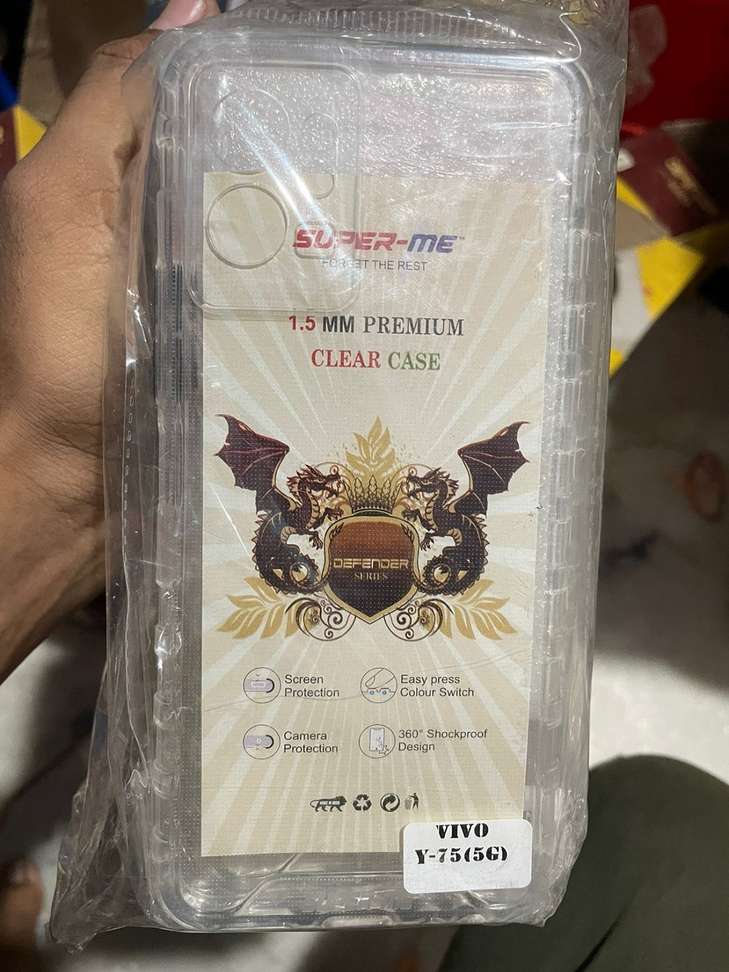 SUPER-ME™
FORGET THE REST
1.5 MM PREMIUM
CLEAR CASE
DEFENDER
SERIES
Screen
Protection
Easy press
Colour Switch
Camera
Protection
360° Shockproof
Design
VIVO
Y-75(5G)